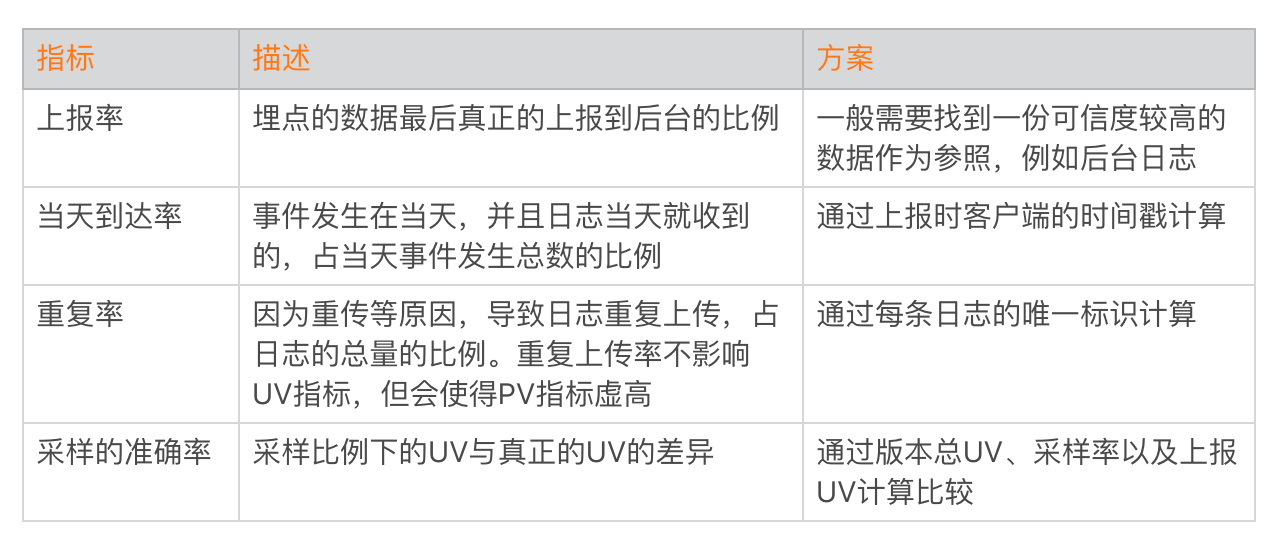 指标
描述
方案
上报率
埋点的数据最后真正的上报到后台的比例
一般需要找到一份可信度较高的
数据作为参照，例如后台日志
当天到达率
事件发生在当天，并且日志当天就收到
的，占当天事件发生总数的比例
通过上报时客户端的时间戳计算
重复率
因为重传等原因，导致日志重复上传，占
日志的总量的比例。重复上传率不影响
UV指标，但会使得PV指标虚高
通过每条日志的唯一标识计算
采样的准确率
采样比例下的UV与真正的UV的差异
通过版本总UV、采样率以及上报
UV计算比较